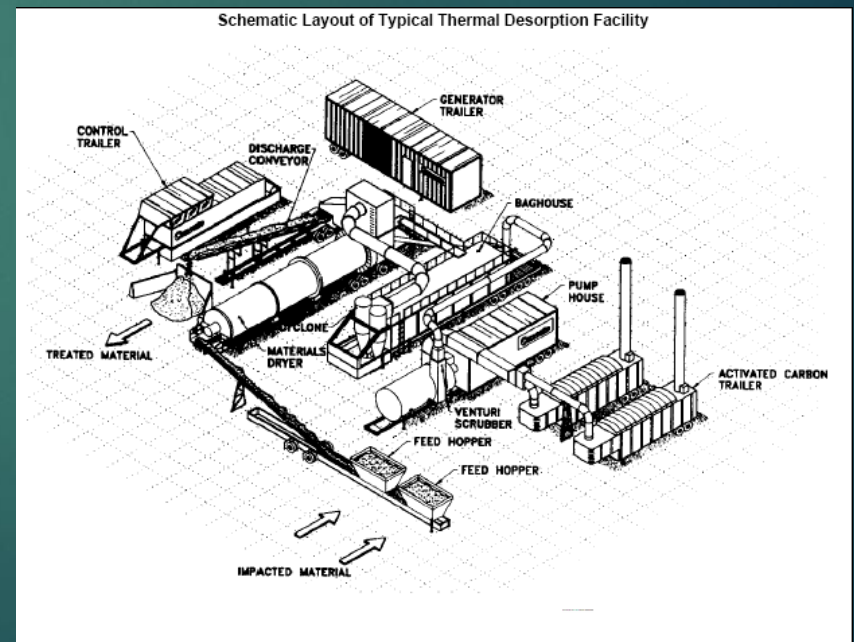 Schematic Layout of Typical Thermal Desorption Facility
GENERATOR
TRAILER
CONTROL
TRAILER
DISCHARGE
CONVEYOR
BAGHOUSE
PUMP
HOUSE
CYCLONE
TREATED MATERIAL
MATERIALS
DRYER
ACTIVATED CARBON
TRAILER
VENTURI
SCRUBBER
FEED HOPPER
FEED HOPPER
IMPACTED MATERIAL